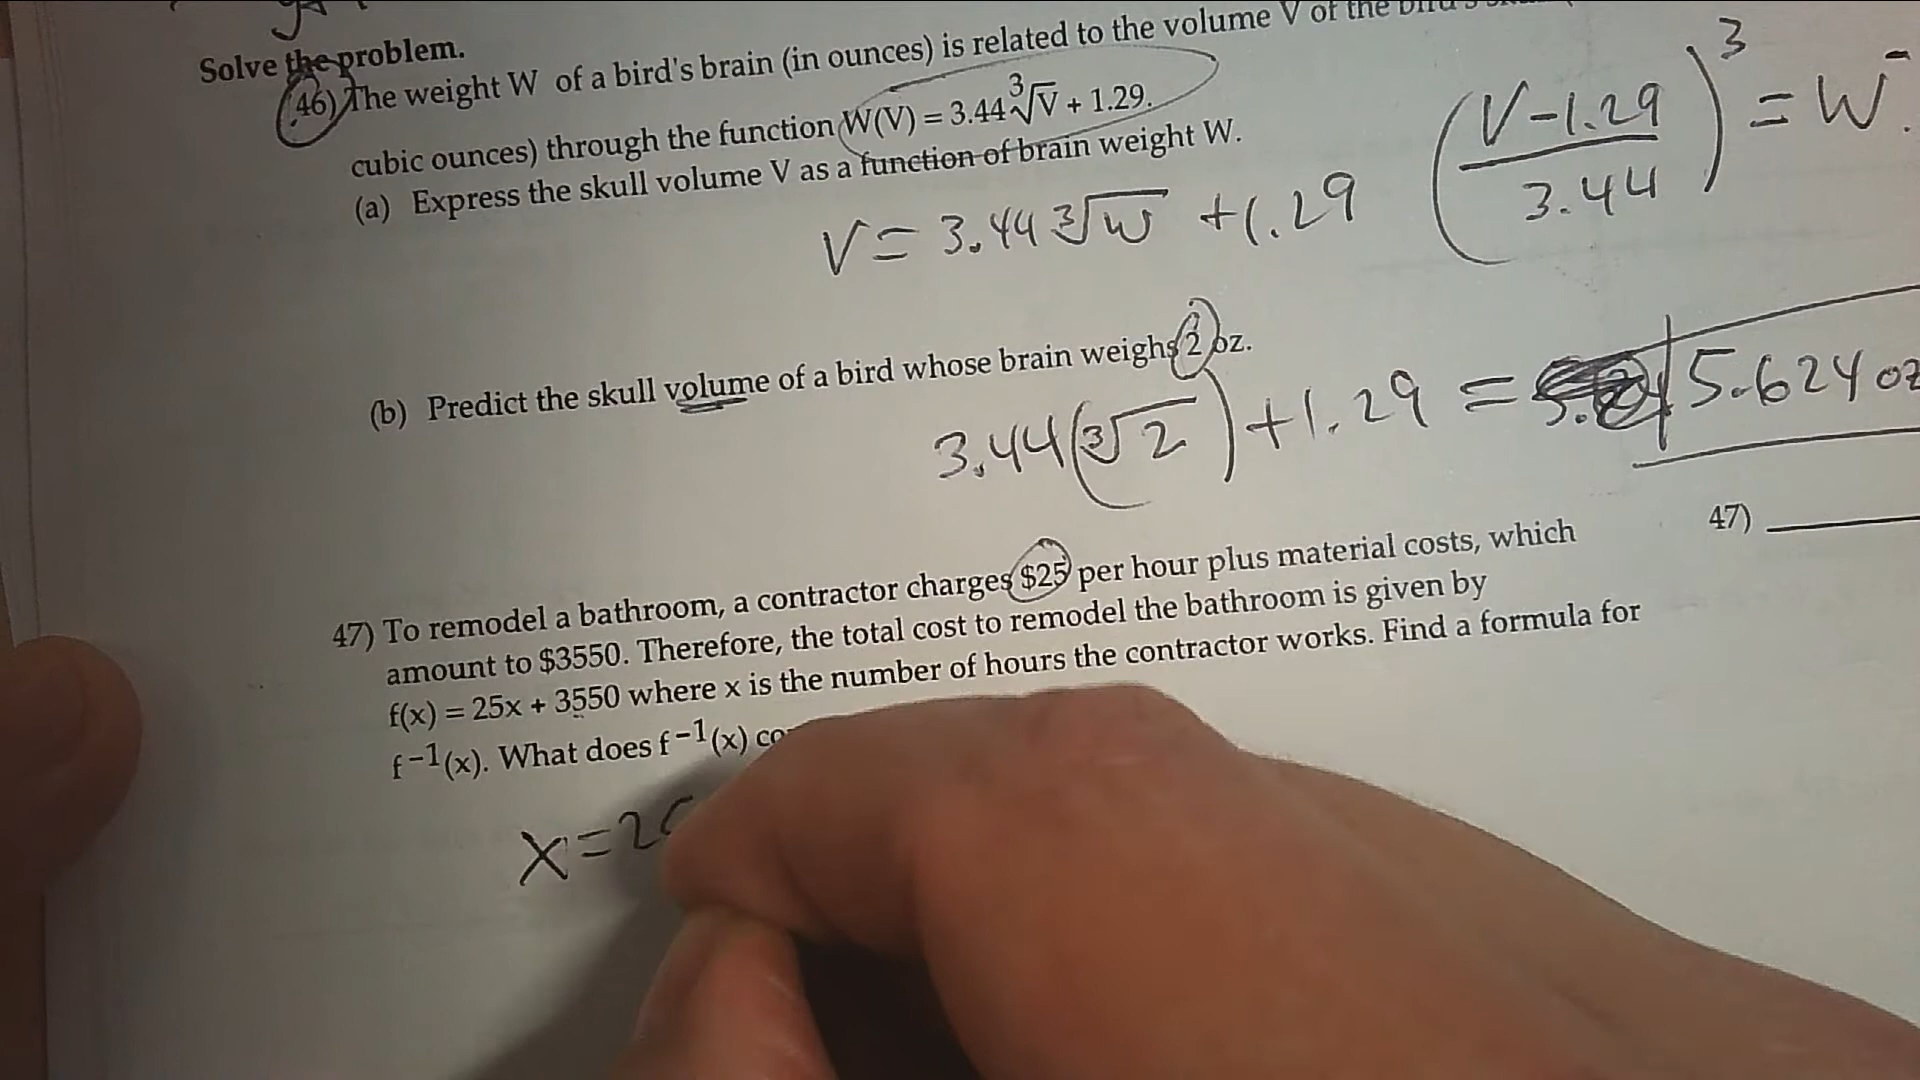 Solve the problem.
46) The weight W of a bird's brain (in ounces) is related to the volume V of the
cubic ounces) through the function W(V) = 3.44 ∛V + 1.29.
(a) Express the skull volume V as a function of brain weight W.
V = 3.44 ∛W + 1.29
(V-1.29 / 3.44)^3 = W
(b) Predict the skull volume of a bird whose brain weighs 2 oz.
3.44(∛2) + 1.29 = 5.624 oz
47)
47) To remodel a bathroom, a contractor charges $25 per hour plus material costs, which
amount to $3550. Therefore, the total cost to remodel the bathroom is given by
f(x) = 25x + 3550 where x is the number of hours the contractor works. Find a formula for
f⁻¹(x). What does f⁻¹(x)
x=2